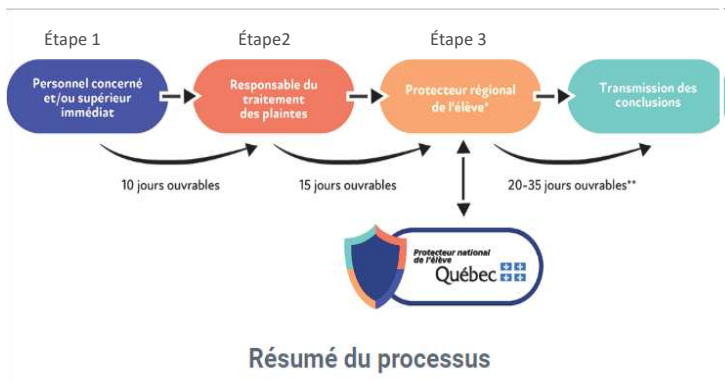 Étape 1
Étape2
Étape 3
Personnel concerné
et/ou supérieur
immédiat
Responsable du
traitement
des plaintes
Protecteur régional
de l'élève*
Transmission des
conclusions
10 jours ouvrables
15 jours ouvrables
20-35 jours ouvrables**
Protecteur national
de l'élève
Québec
Résumé du processus